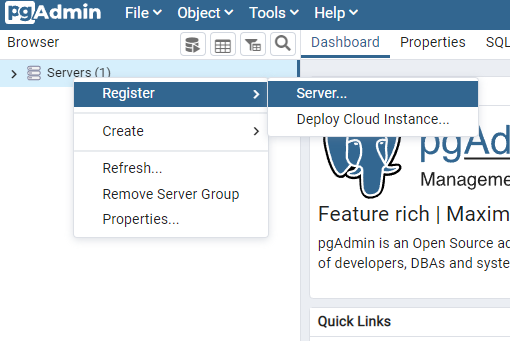 pgAdmin File Object Tools Help
Browser Dashboard Properties SQL
Servers (1)
Register Server...
Deploy Cloud Instance...
Create
Refresh...
Remove Server Group
Properties...
pgAd
Manageme
Feature rich | Maxim
pgAdmin is an Open Source ad
of developers, DBAs and syste
Quick Links